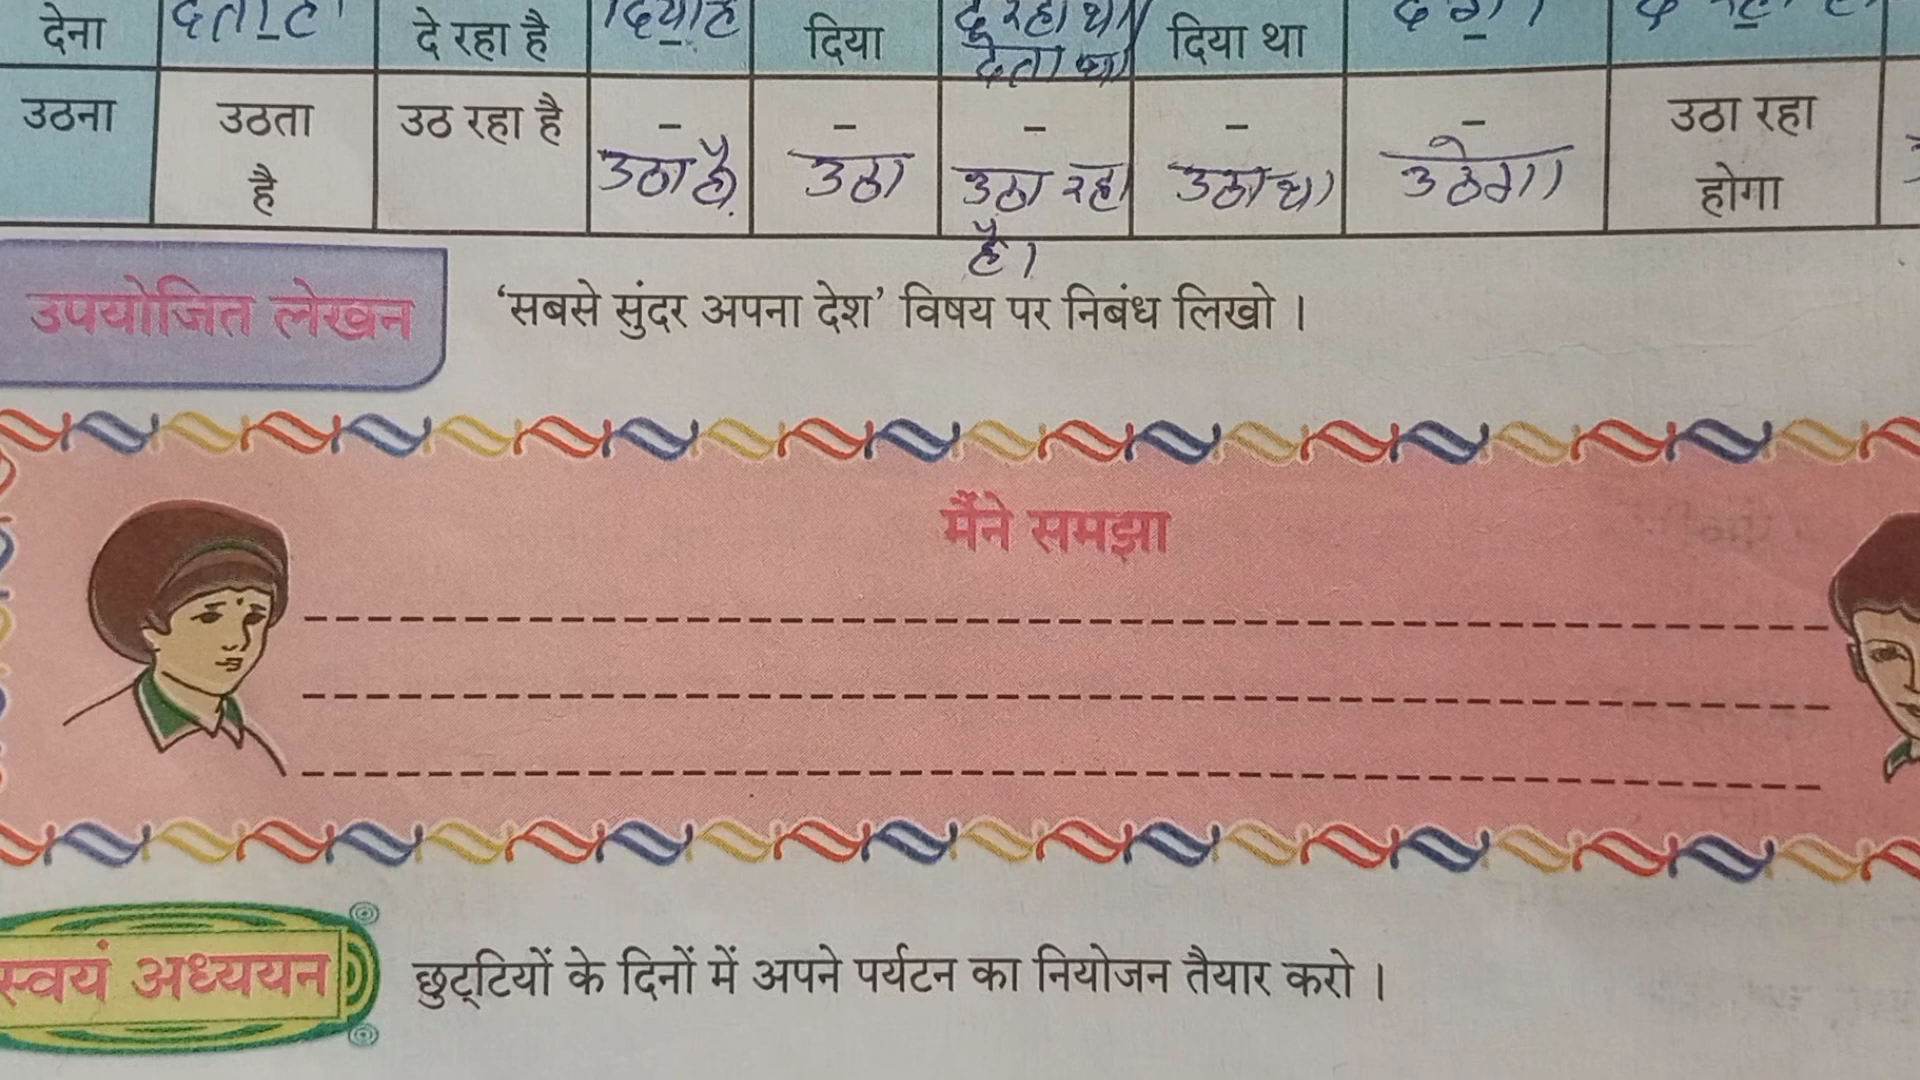 देना दे रहा है दियाहै दिया दे रहा था दिया था
देता था
उठना उठता उठ रहा है – – – – – उठा रहा
है उठा है उठा उठा रहा उठा था उठेगा होगा
है।
उपयोजित लेखन 'सबसे सुंदर अपना देश' विषय पर निबंध लिखो ।
मैंने समझा
स्वयं अध्ययन छुट्टियों के दिनों में अपने पर्यटन का नियोजन तैयार करो ।